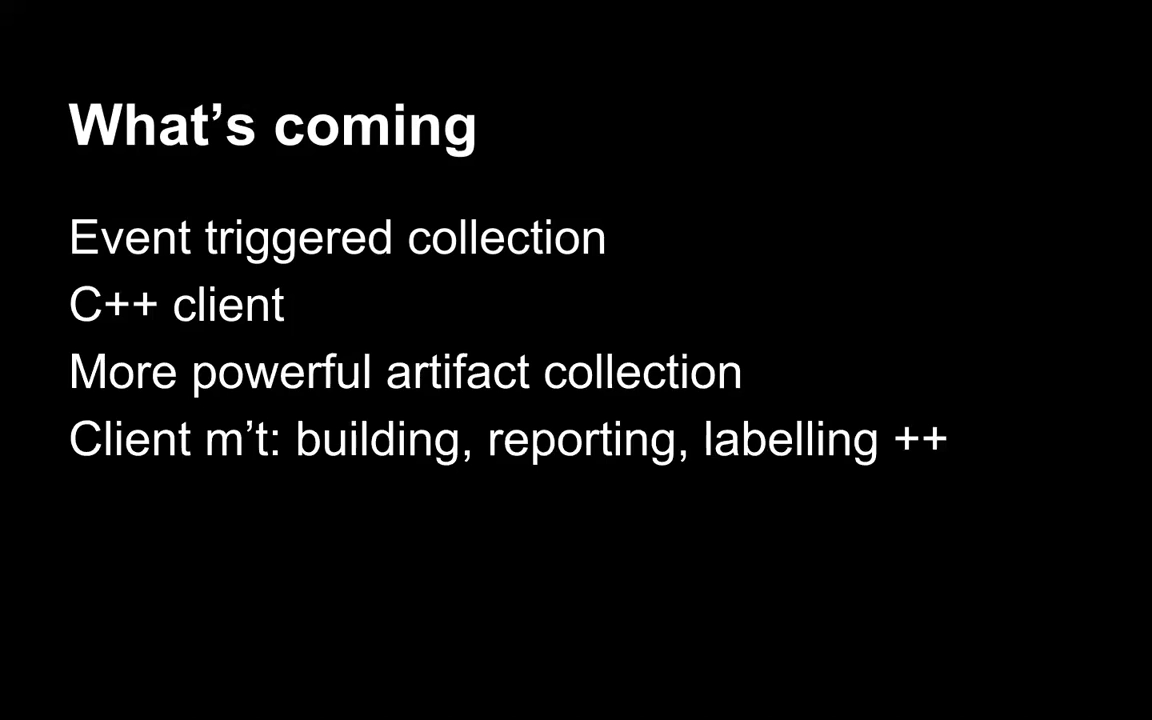 What’s coming
Event triggered collection
C++ client
More powerful artifact collection
Client m’t: building, reporting, labelling ++